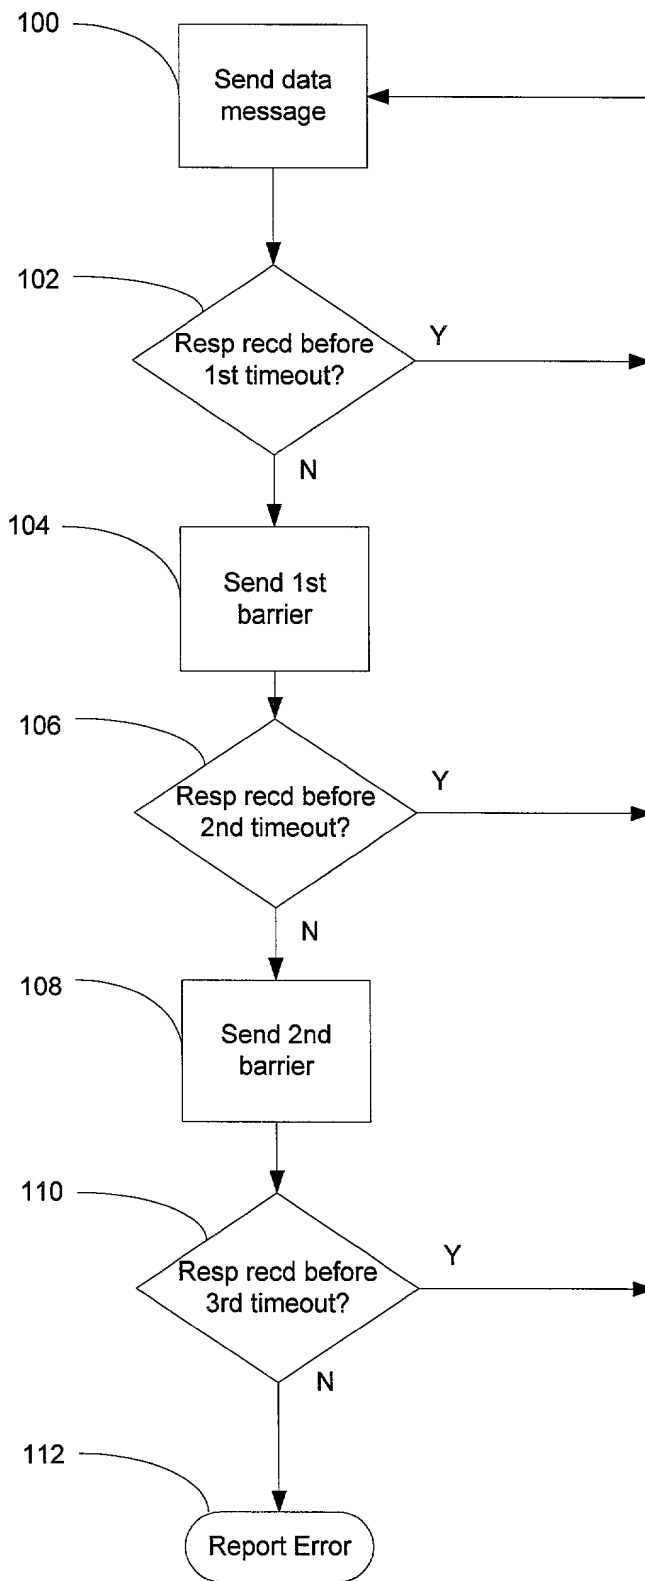 100
Send data
message
102
Resp recd before
1st timeout?
Y
N
104
Send 1st
barrier
106
Resp recd before
2nd timeout?
Y
N
108
Send 2nd
barrier
110
Resp recd before
3rd timeout?
Y
N
112
Report Error